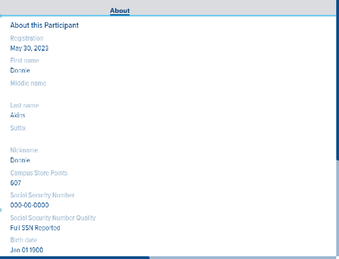 About
About this Participant
Registration
May 30, 2023
First name
Donnie
Middle name
Last name
Akins
Suffix
Nickname
Donnie
Campus Store Points
607
Social Security Number
000-00-0000
Social Security Number Quality
Full SSN Reported
Birth date
Jan 01 1900